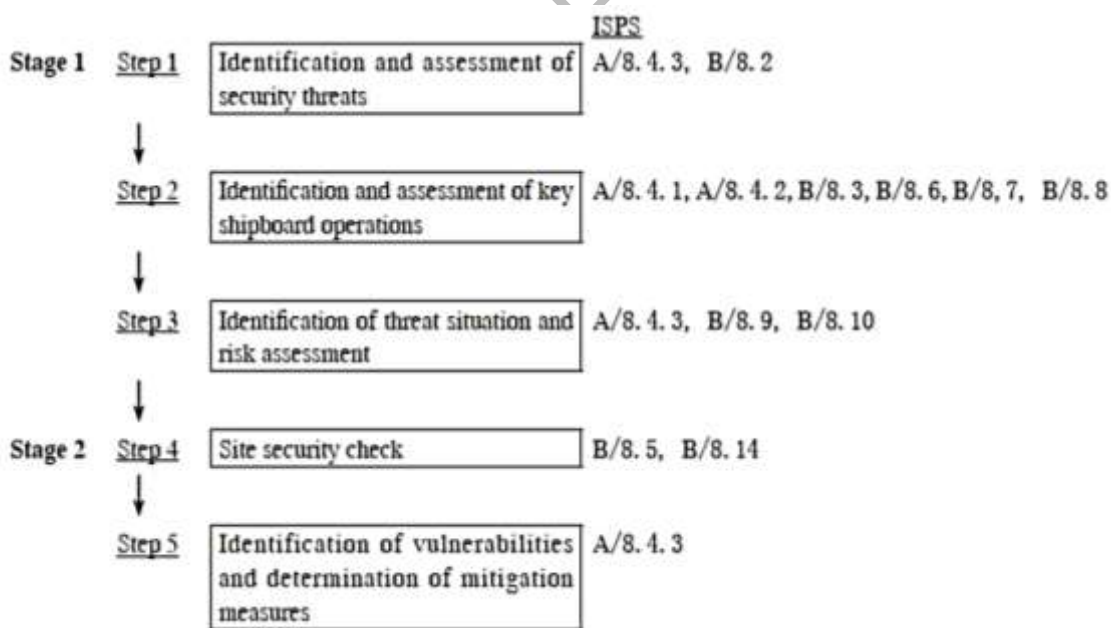 ISPS
Stage 1 Step 1 Identification and assessment of A/8.4.3, B/8.2
security threats
Step 2 Identification and assessment of key A/8.4.1, A/8.4.2, B/8.3, B/8.6, B/8,7, B/8.8
shipboard operations
Step 3 Identification of threat situation and A/8.4.3, B/8.9, B/8.10
risk assessment
Stage 2 Step 4 Site security check B/8.5, B/8.14
Step 5 Identification of vulnerabilities A/8.4.3
and determination of mitigation
measures